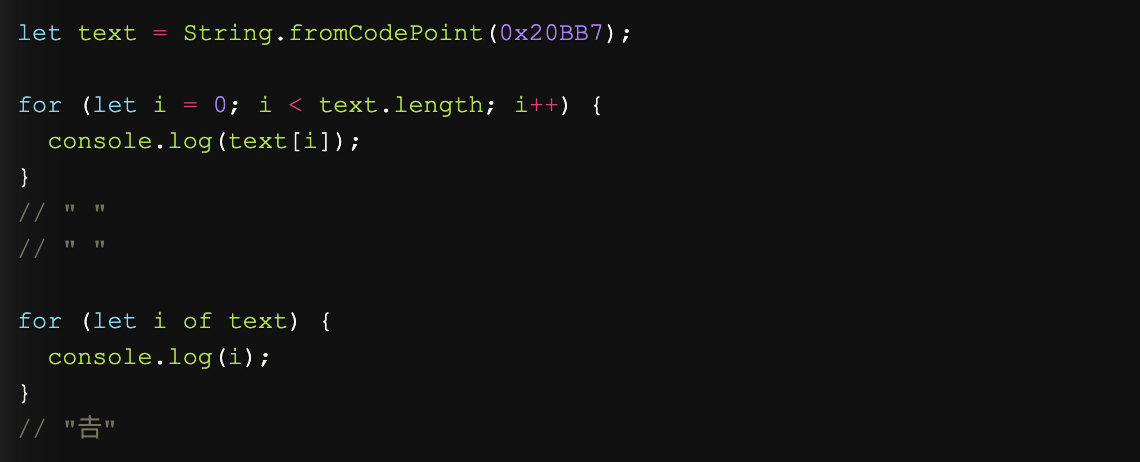 let text = String.fromCodePoint(0x20BB7);
for (let i = 0; i < text.length; i++) {
  console.log(text[i]);
}
// " "
// " "
for (let i of text) {
  console.log(i);
}
// "𠮷"